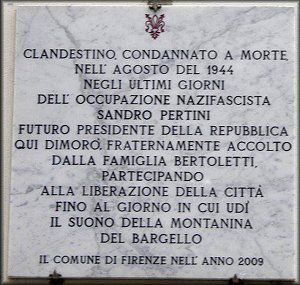 CLANDESTINO, CONDANNATO A MORTE,
NELL' AGOSTO DEL 1944
NEGLI ULTIMI GIORNI
DELL' OCCUPAZIONE NAZIFASCISTA
SANDRO PERTINI
FUTURO PRESIDENTE DELLA REPUBBLICA
QUI DIMORÓ, FRATERNAMENTE ACCOLTO
DALLA FAMIGLIA BERTOLETTI,
PARTECIPANDO
ALLA LIBERAZIONE DELLA CITTÀ
FINO AL GIORNO IN CUI UDÍ
IL SUONO DELLA MONTANINA
DEL BARGELLO
IL COMUNE DI FIRENZE NELL' ANNO 2009